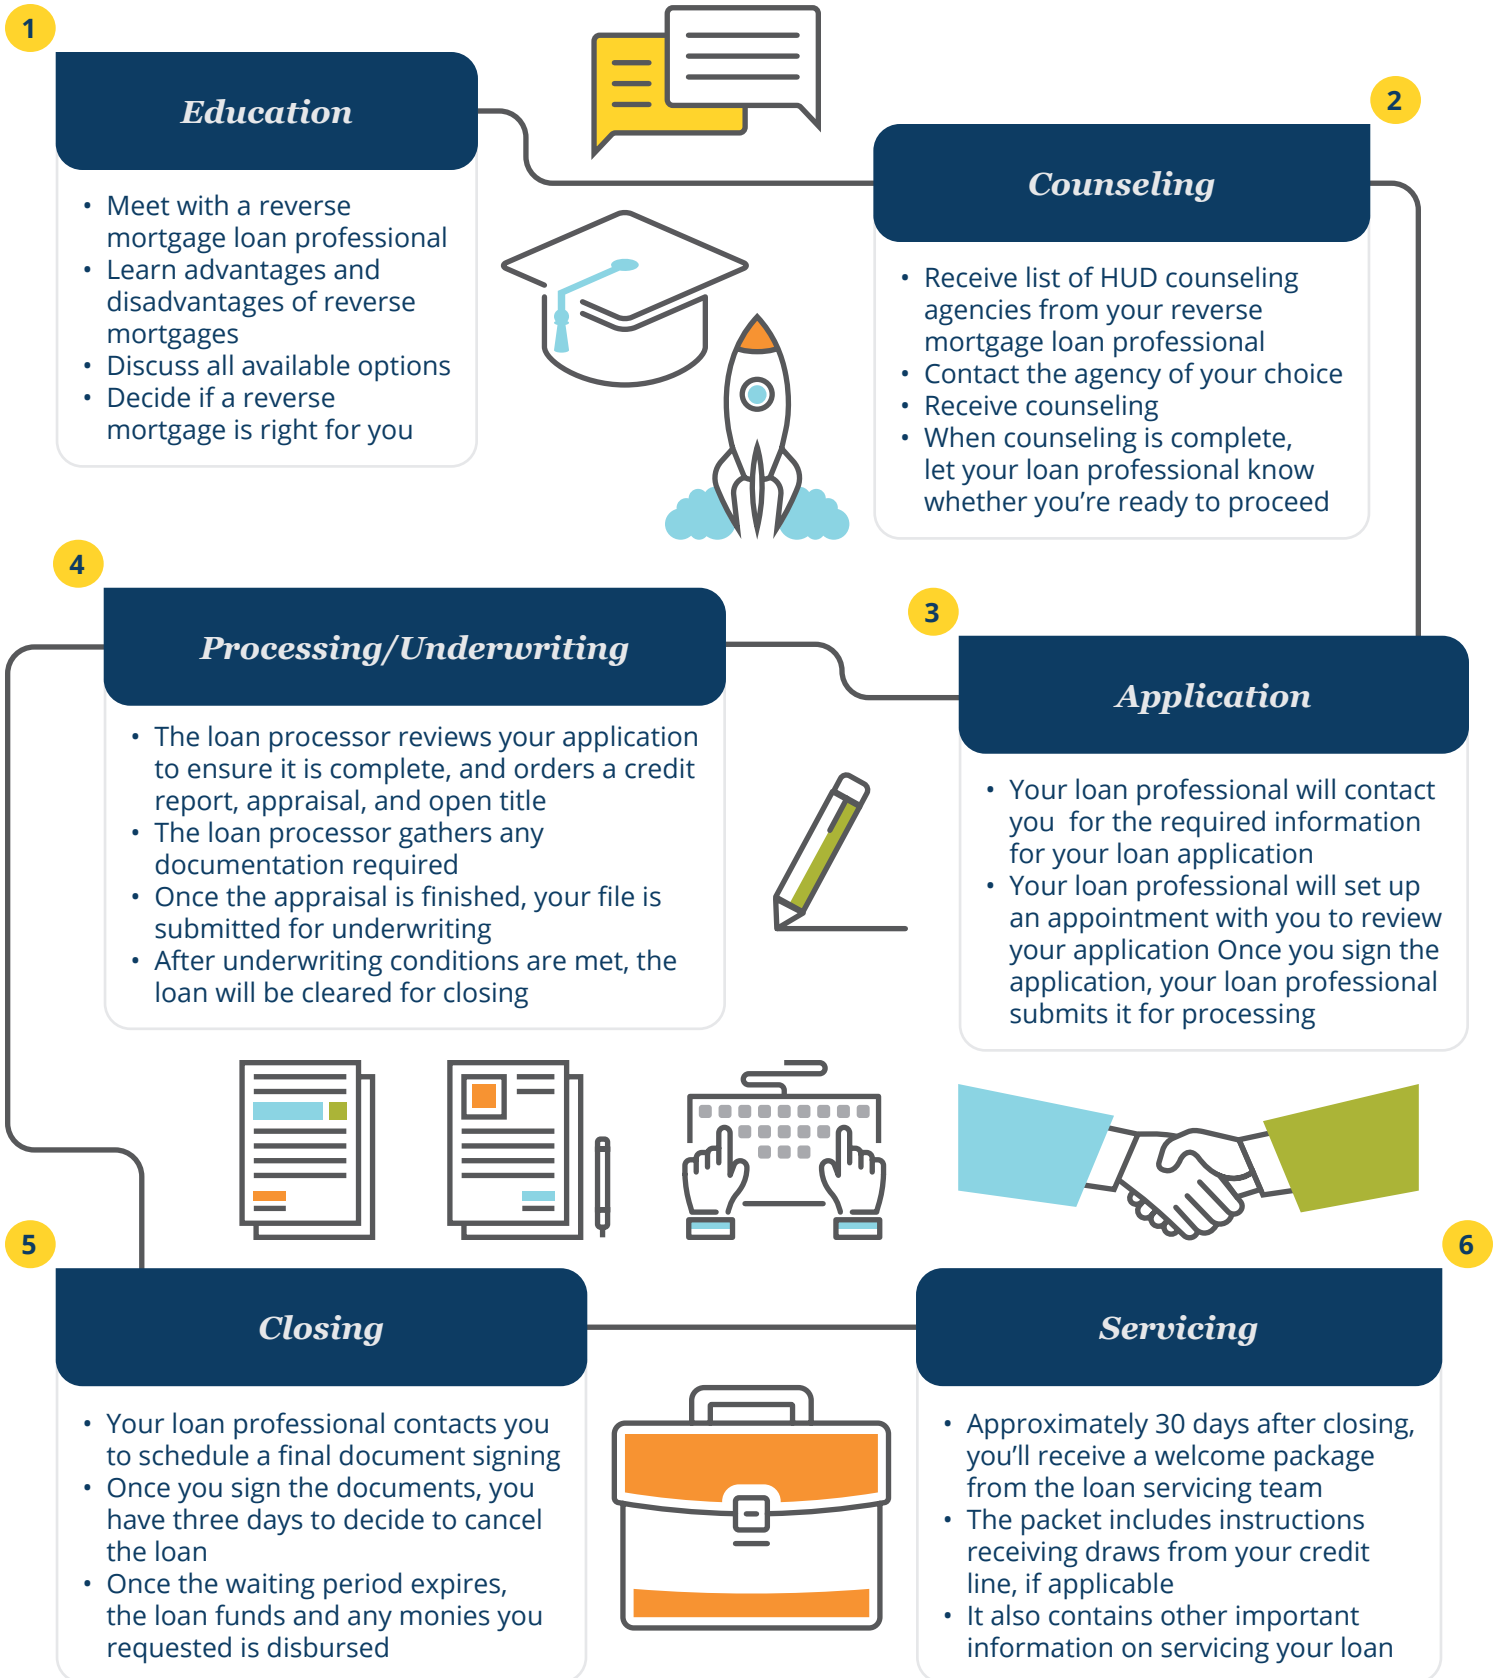 1
Education
• Meet with a reverse
mortgage loan professional
• Learn advantages and
disadvantages of reverse
mortgages
• Discuss all available options
• Decide if a reverse
mortgage is right for you
2
Counseling
• Receive list of HUD counseling
agencies from your reverse
mortgage loan professional
• Contact the agency of your choice
• Receive counseling
• When counseling is complete,
let your loan professional know
whether you’re ready to proceed
3
Application
• Your loan professional will contact
you  for the required information
for your loan application
• Your loan professional will set up
an appointment with you to review
your application Once you sign the
application, your loan professional
submits it for processing
4
Processing/Underwriting
• The loan processor reviews your application
to ensure it is complete, and orders a credit
report, appraisal, and open title
• The loan processor gathers any
documentation required
• Once the appraisal is finished, your file is
submitted for underwriting
• After underwriting conditions are met, the
loan will be cleared for closing
5
Closing
• Your loan professional contacts you
to schedule a final document signing
• Once you sign the documents, you
have three days to decide to cancel
the loan
• Once the waiting period expires,
the loan funds and any monies you
requested is disbursed
6
Servicing
• Approximately 30 days after closing,
you’ll receive a welcome package
from the loan servicing team
• The packet includes instructions
receiving draws from your credit
line, if applicable
• It also contains other important
information on servicing your loan